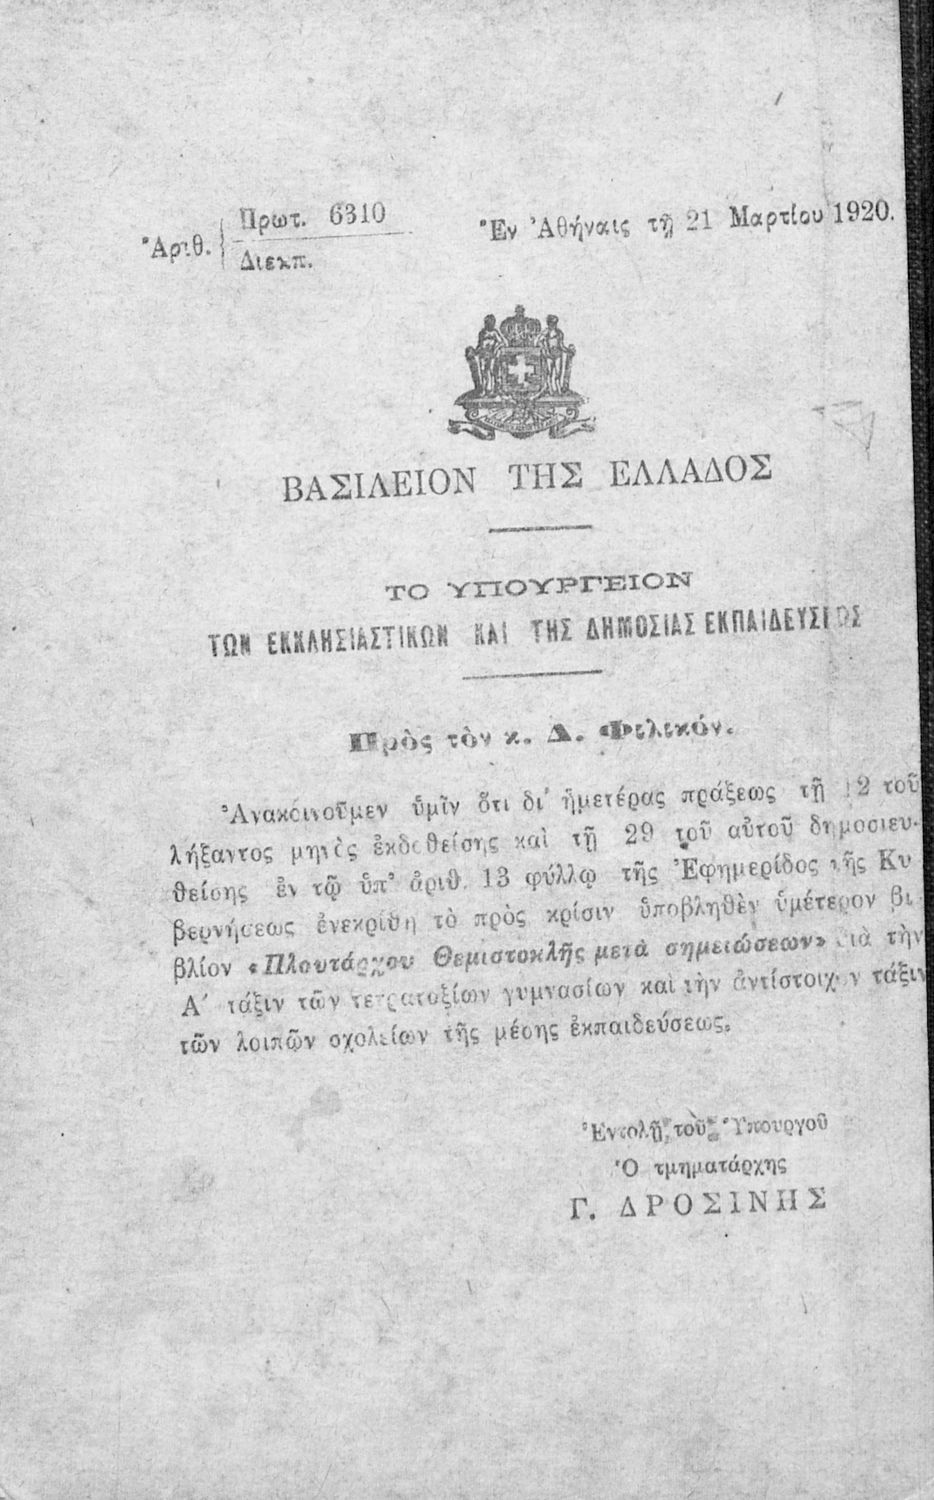 Ἀριθ. { Πρωτ. 6310
Διεκπ.
Ἐν Ἀθήναις τῇ 21 Μαρτίου 1920.
ΒΑΣΙΛΕΙΟΝ ΤΗΣ ΕΛΛΑΔΟΣ
ΤΟ ΥΠΟΥΡΓΕΙΟΝ
ΤΩΝ ΕΚΚΛΗΣΙΑΣΤΙΚΩΝ ΚΑΙ ΤΗΣ ΔΗΜΟΣΙΑΣ ΕΚΠΑΙΔΕΥΣΕΩΣ
Πρὸς τὸν κ. Δ. Φιλικόν.
Ἀνακοινοῦμεν ὑμῖν ὅτι δι' ἡμετέρας πράξεως τῇ 12 τοῦ
λήξαντος μηνὸς ἐκδοθείσης καὶ τῇ 29 τοῦ αὐτοῦ δημοσιευ-
θείσης ἐν τῷ ὑπ' ἀριθ. 13 φύλλῳ τῆς Ἐφημερίδος τῆς Κυ
βερνήσεως ἐνεκρίθη τὸ πρὸς κρίσιν ὑποβληθὲν ὑμέτερον βι
βλίον «Πλουτάρχου Θεμιστοκλῆς μετὰ σημειώσεων» διὰ τὴν
Α' τάξιν τῶν τετρατοξίων γυμνασίων καὶ τὴν ἀντίστοιχον τάξιν
τῶν λοιπῶν σχολείων τῆς μέσης ἐκπαιδεύσεως.
Ἐντολῇ τοῦ Ὑπουργοῦ
Ὁ τμηματάρχης
Γ. ΔΡΟΣΙΝΗΣ